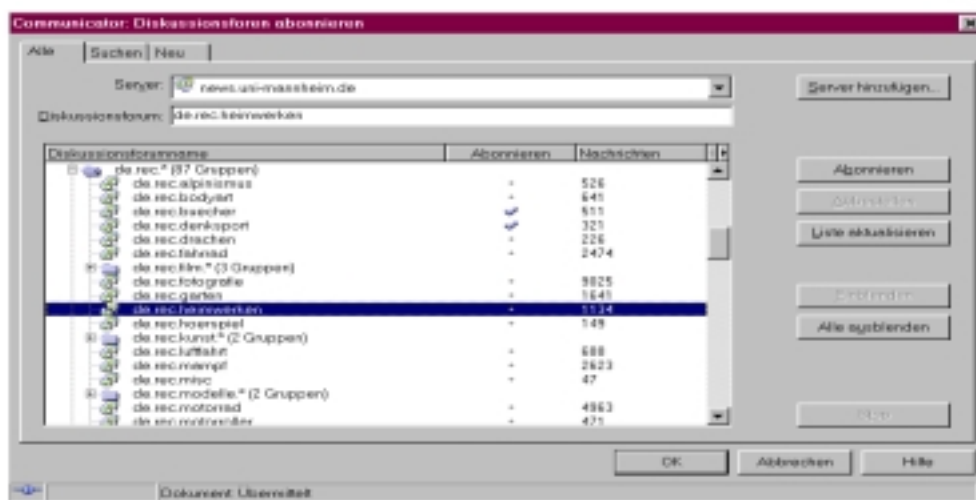 Communicator: Diskussionsforen abonnieren
Alle Suchen Neu
Server: news.uni-mannheim.de Server hinzufügen...
Diskussionsforum: de.rec.heimwerken
Diskussionsforumname Abonnieren Nachrichten
de.rec.* (87 Gruppen)
de.rec.alpinismus - 526
de.rec.bodyart - 641
de.rec.buecher ✓ 511
de.rec.denksport ✓ 321
de.rec.drachen - 226
de.rec.fahrrad - 2474
de.rec.film.* (3 Gruppen)
de.rec.fotografie - 9825
de.rec.garten - 1641
de.rec.heimwerken - 1134
de.rec.hoerspiel - 149
de.rec.kunst.* (2 Gruppen)
de.rec.luftfahrt - 688
de.rec.mampf - 2623
de.rec.misc - 47
de.rec.modelle.* (2 Gruppen)
de.rec.motorrad - 4963
de.rec.motorroller - 471
Abonnieren
Liste aktualisieren
Einblenden
Alle ausblenden
Stop
OK Abbrechen Hilfe
Dokument: Übermittelt